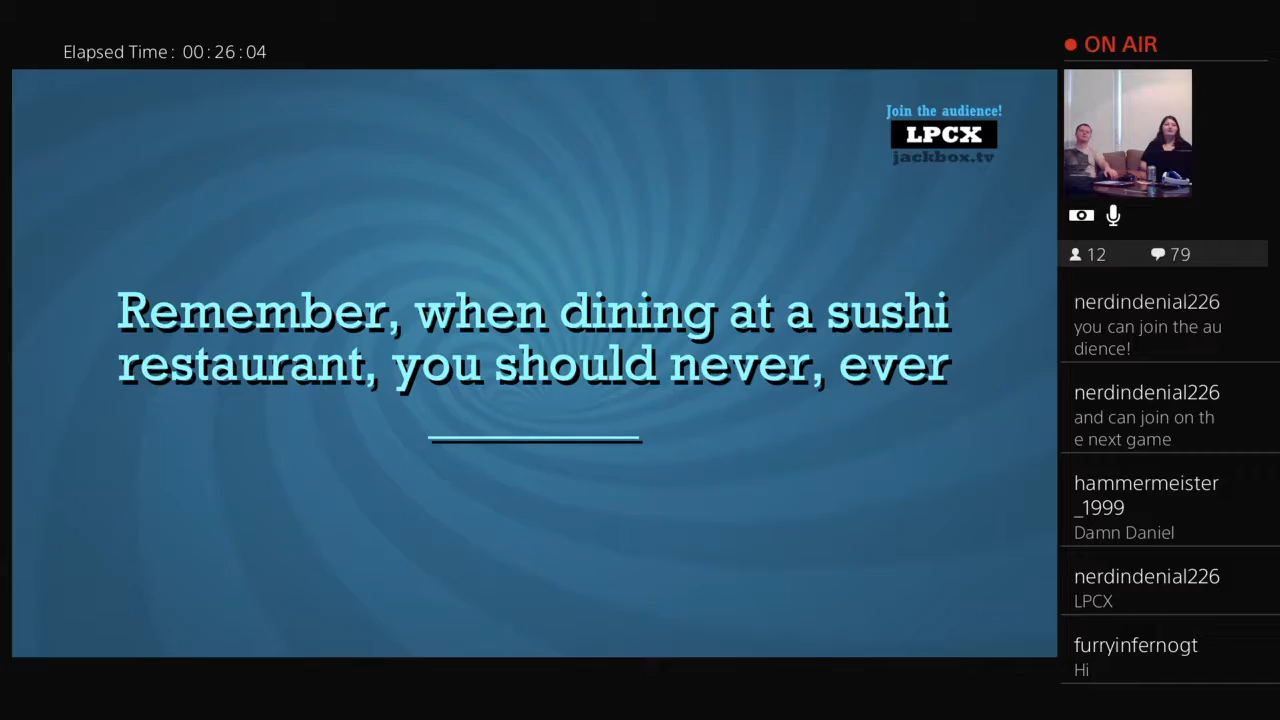 Elapsed Time: 00:26:04
ON AIR
Join the audience!
LPCX
jackbox.tv
Remember, when dining at a sushi
restaurant, you should never, ever
12 79
nerdindenial226
you can join the au
dience!
nerdindenial226
and can join on th
e next game
hammermeister
_1999
Damn Daniel
nerdindenial226
LPCX
furryinfernogt
Hi